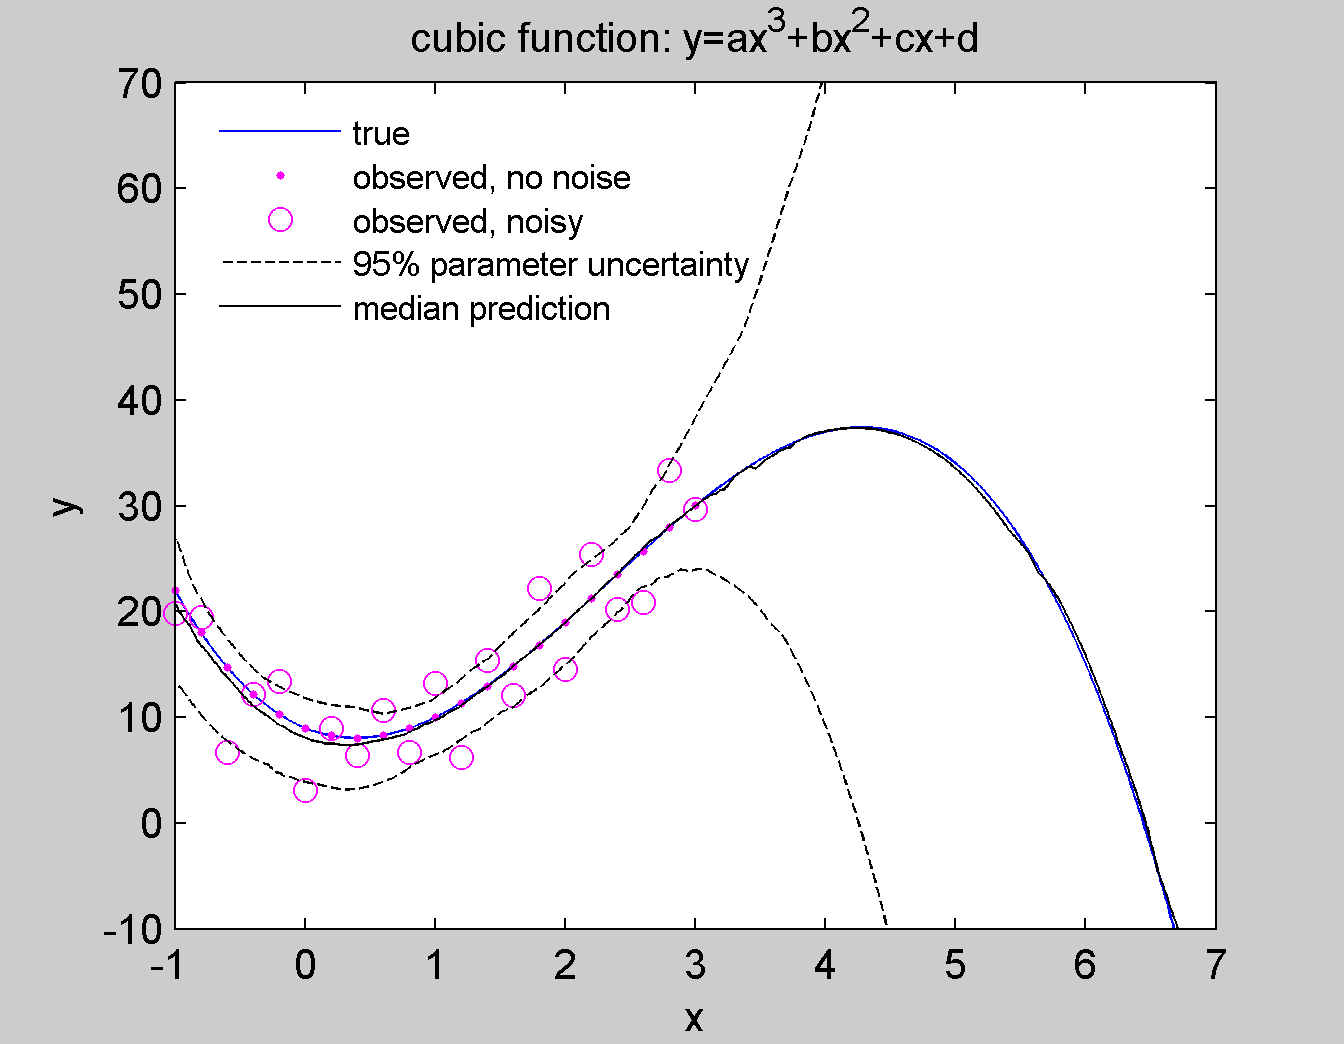 cubic function: y=ax³+bx²+cx+d
70
60
50
40
30
20
10
0
-10
true
observed, no noise
observed, noisy
95% parameter uncertainty
median prediction
y
-1 0 1 2 3 4 5 6 7
x